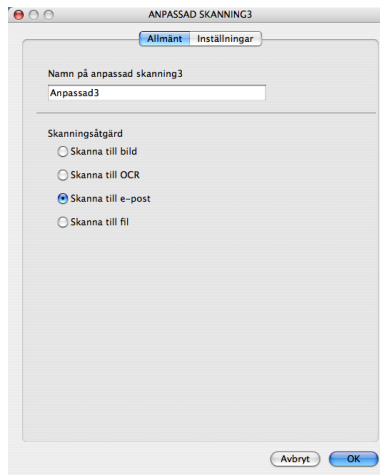 ANPASSAD SKANNING3
Allmänt Inställningar
Namn på anpassad skanning3
Anpassad3
Skanningsåtgärd
Skanna till bild
Skanna till OCR
Skanna till e-post
Skanna till fil
Avbryt OK